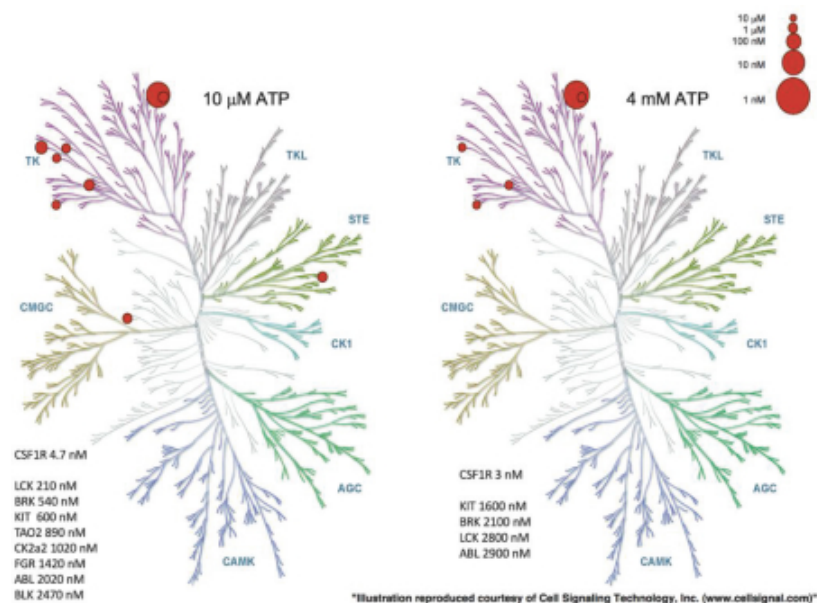 10 µM
1 µM
100 nM
10 nM
1 nM
10 µM ATP
TK
TKL
STE
CMGC
CK1
AGC
CAMK
CSF1R 4.7 nM
LCK 210 nM
BRK 540 nM
KIT 600 nM
TAO2 890 nM
CK2a2 1020 nM
FGR 1420 nM
ABL 2020 nM
BLK 2470 nM
4 mM ATP
TK
TKL
STE
CMGC
CK1
AGC
CAMK
CSF1R 3 nM
KIT 1600 nM
BRK 2100 nM
LCK 2800 nM
ABL 2900 nM
"Illustration reproduced courtesy of Cell Signaling Technology, Inc. (www.cellsignal.com)"